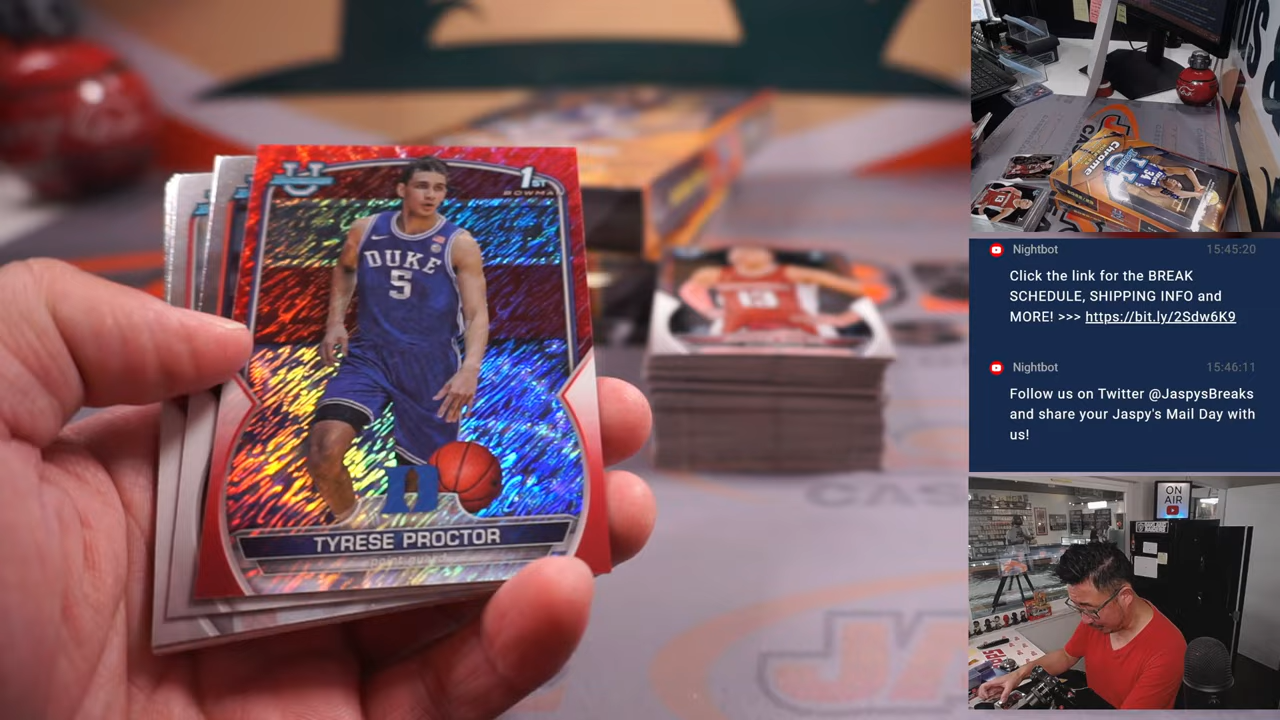 1ST
BOWMAN
DUKE
5
TYRESE PROCTOR
13
Chrome
Nightbot 15:45:20
Click the link for the BREAK
SCHEDULE, SHIPPING INFO and
MORE! >>> https://bit.ly/2Sdw6K9
Nightbot 15:46:11
Follow us on Twitter @JaspysBreaks
and share your Jaspy's Mail Day with
us!
ON
AIR